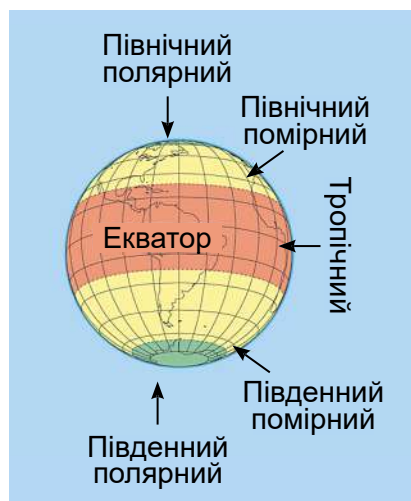 Північний
полярний
Північний
помірний
Тропічний
Екватор
Південний
помірний
Південний
полярний